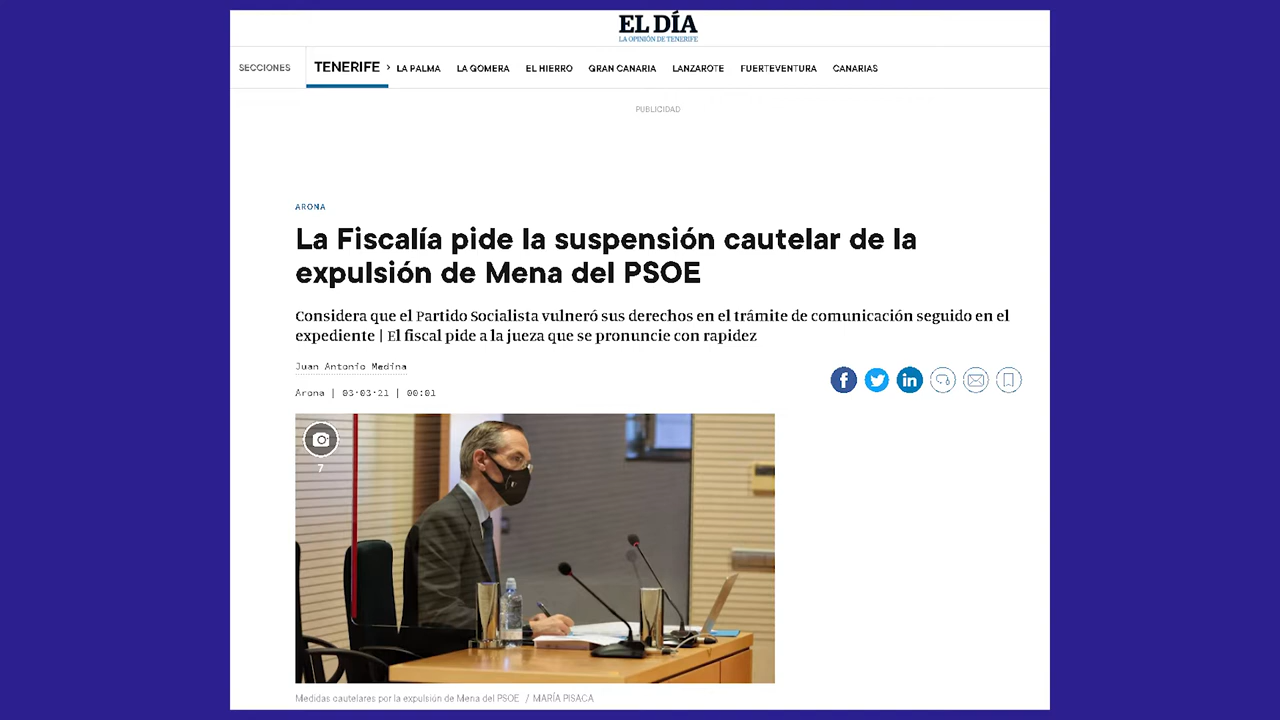 EL DÍA
LA OPINIÓN DE TENERIFE
SECCIONES TENERIFE › LA PALMA LA GOMERA EL HIERRO GRAN CANARIA LANZAROTE FUERTEVENTURA CANARIAS
PUBLICIDAD
ARONA
La Fiscalía pide la suspensión cautelar de la
expulsión de Mena del PSOE
Considera que el Partido Socialista vulneró sus derechos en el trámite de comunicación seguido en el
expediente | El fiscal pide a la jueza que se pronuncie con rapidez
Juan Antonio Medina
Arona | 03·03·21 | 00:01
7
Medidas cautelares por la expulsión de Mena del PSOE / MARÍA PISACA